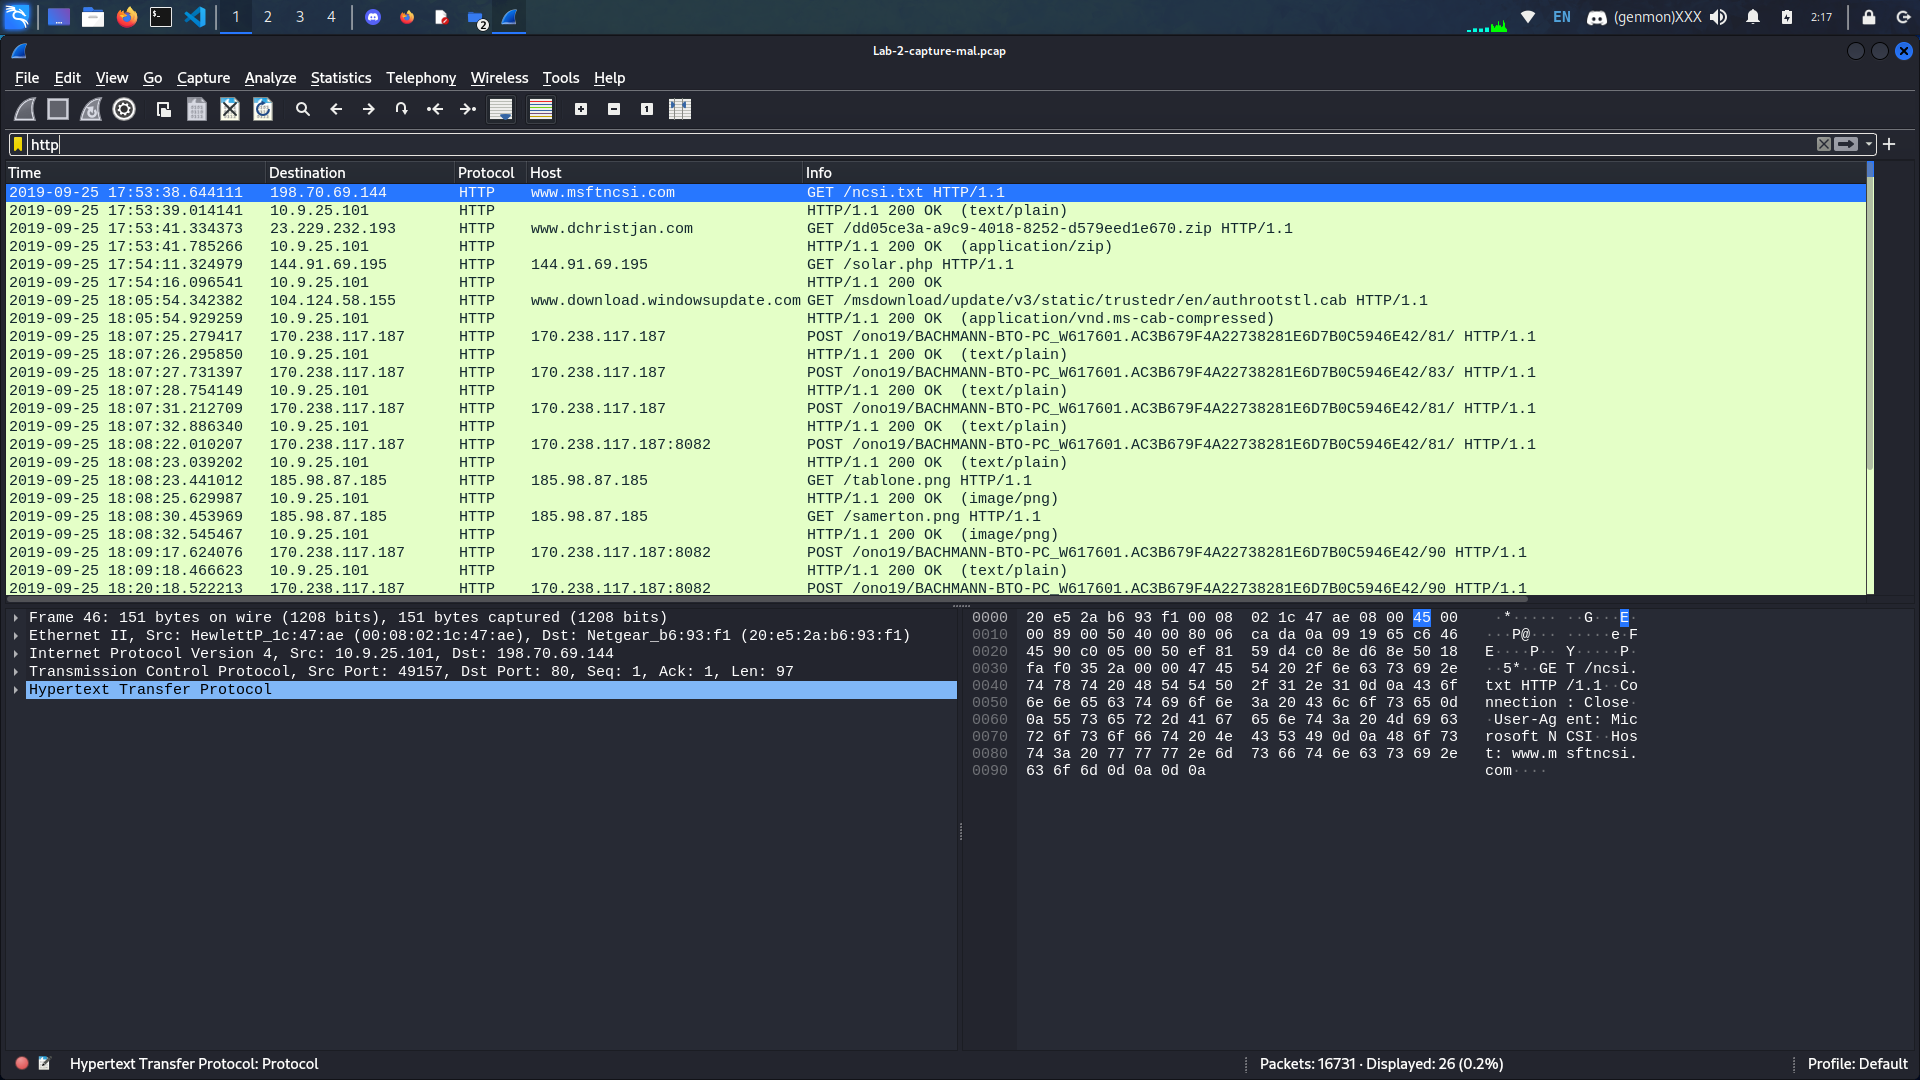 1 2 3 4 2 EN (genmon)XXX 2:17
Lab-2-capture-mal.pcap
File Edit View Go Capture Analyze Statistics Telephony Wireless Tools Help
http
Time Destination Protocol Host Info
2019-09-25 17:53:38.644111 198.70.69.144 HTTP www.msftncsi.com GET /ncsi.txt HTTP/1.1
2019-09-25 17:53:39.014141 10.9.25.101 HTTP HTTP/1.1 200 OK (text/plain)
2019-09-25 17:53:41.334373 23.229.232.193 HTTP www.dchristjan.com GET /dd05ce3a-a9c9-4018-8252-d579eed1e670.zip HTTP/1.1
2019-09-25 17:53:41.785266 10.9.25.101 HTTP HTTP/1.1 200 OK (application/zip)
2019-09-25 17:54:11.324979 144.91.69.195 HTTP 144.91.69.195 GET /solar.php HTTP/1.1
2019-09-25 17:54:16.096541 10.9.25.101 HTTP HTTP/1.1 200 OK
2019-09-25 18:05:54.342382 104.124.58.155 HTTP www.download.windowsupdate.com GET /msdownload/update/v3/static/trustedr/en/authrootstl.cab HTTP/1.1
2019-09-25 18:05:54.929259 10.9.25.101 HTTP HTTP/1.1 200 OK (application/vnd.ms-cab-compressed)
2019-09-25 18:07:25.279417 170.238.117.187 HTTP 170.238.117.187 POST /ono19/BACHMANN-BTO-PC_W617601.AC3B679F4A22738281E6D7B0C5946E42/81/ HTTP/1.1
2019-09-25 18:07:26.295850 10.9.25.101 HTTP HTTP/1.1 200 OK (text/plain)
2019-09-25 18:07:27.731397 170.238.117.187 HTTP 170.238.117.187 POST /ono19/BACHMANN-BTO-PC_W617601.AC3B679F4A22738281E6D7B0C5946E42/83/ HTTP/1.1
2019-09-25 18:07:28.754149 10.9.25.101 HTTP HTTP/1.1 200 OK (text/plain)
2019-09-25 18:07:31.212709 170.238.117.187 HTTP 170.238.117.187 POST /ono19/BACHMANN-BTO-PC_W617601.AC3B679F4A22738281E6D7B0C5946E42/81/ HTTP/1.1
2019-09-25 18:07:32.886340 10.9.25.101 HTTP HTTP/1.1 200 OK (text/plain)
2019-09-25 18:08:22.010207 170.238.117.187 HTTP 170.238.117.187:8082 POST /ono19/BACHMANN-BTO-PC_W617601.AC3B679F4A22738281E6D7B0C5946E42/81/ HTTP/1.1
2019-09-25 18:08:23.039202 10.9.25.101 HTTP HTTP/1.1 200 OK (text/plain)
2019-09-25 18:08:23.441012 185.98.87.185 HTTP 185.98.87.185 GET /tablone.png HTTP/1.1
2019-09-25 18:08:25.629987 10.9.25.101 HTTP HTTP/1.1 200 OK (image/png)
2019-09-25 18:08:30.453969 185.98.87.185 HTTP 185.98.87.185 GET /samerton.png HTTP/1.1
2019-09-25 18:08:32.545467 10.9.25.101 HTTP HTTP/1.1 200 OK (image/png)
2019-09-25 18:09:17.624076 170.238.117.187 HTTP 170.238.117.187:8082 POST /ono19/BACHMANN-BTO-PC_W617601.AC3B679F4A22738281E6D7B0C5946E42/90 HTTP/1.1
2019-09-25 18:09:18.466623 10.9.25.101 HTTP HTTP/1.1 200 OK (text/plain)
2019-09-25 18:20:18.522213 170.238.117.187 HTTP 170.238.117.187:8082 POST /ono19/BACHMANN-BTO-PC_W617601.AC3B679F4A22738281E6D7B0C5946E42/90 HTTP/1.1
Frame 46: 151 bytes on wire (1208 bits), 151 bytes captured (1208 bits)
Ethernet II, Src: HewlettP_1c:47:ae (00:08:02:1c:47:ae), Dst: Netgear_b6:93:f1 (20:e5:2a:b6:93:f1)
Internet Protocol Version 4, Src: 10.9.25.101, Dst: 198.70.69.144
Transmission Control Protocol, Src Port: 49157, Dst Port: 80, Seq: 1, Ack: 1, Len: 97
Hypertext Transfer Protocol
0000 20 e5 2a b6 93 f1 00 08 02 1c 47 ae 08 00 45 00 ·*····· ··G···E·
0010 00 89 00 50 40 00 80 06 ca da 0a 09 19 65 c6 46 ···P@··· ·····e·F
0020 45 90 c0 05 00 50 ef 81 59 d4 c0 8e d6 8e 50 18 E····P·· Y·····P·
0030 fa f0 35 2a 00 00 47 45 54 20 2f 6e 63 73 69 2e ··5*··GE T /ncsi.
0040 74 78 74 20 48 54 54 50 2f 31 2e 31 0d 0a 43 6f txt HTTP /1.1··Co
0050 6e 6e 65 63 74 69 6f 6e 3a 20 43 6c 6f 73 65 0d nnection : Close·
0060 0a 55 73 65 72 2d 41 67 65 6e 74 3a 20 4d 69 63 ·User-Ag ent: Mic
0070 72 6f 73 6f 66 74 20 4e 43 53 49 0d 0a 48 6f 73 rosoft N CSI··Hos
0080 74 3a 20 77 77 77 2e 6d 73 66 74 6e 63 73 69 2e t: www.m sftncsi.
0090 63 6f 6d 0d 0a 0d 0a com····
Hypertext Transfer Protocol: Protocol Packets: 16731 · Displayed: 26 (0.2%) Profile: Default